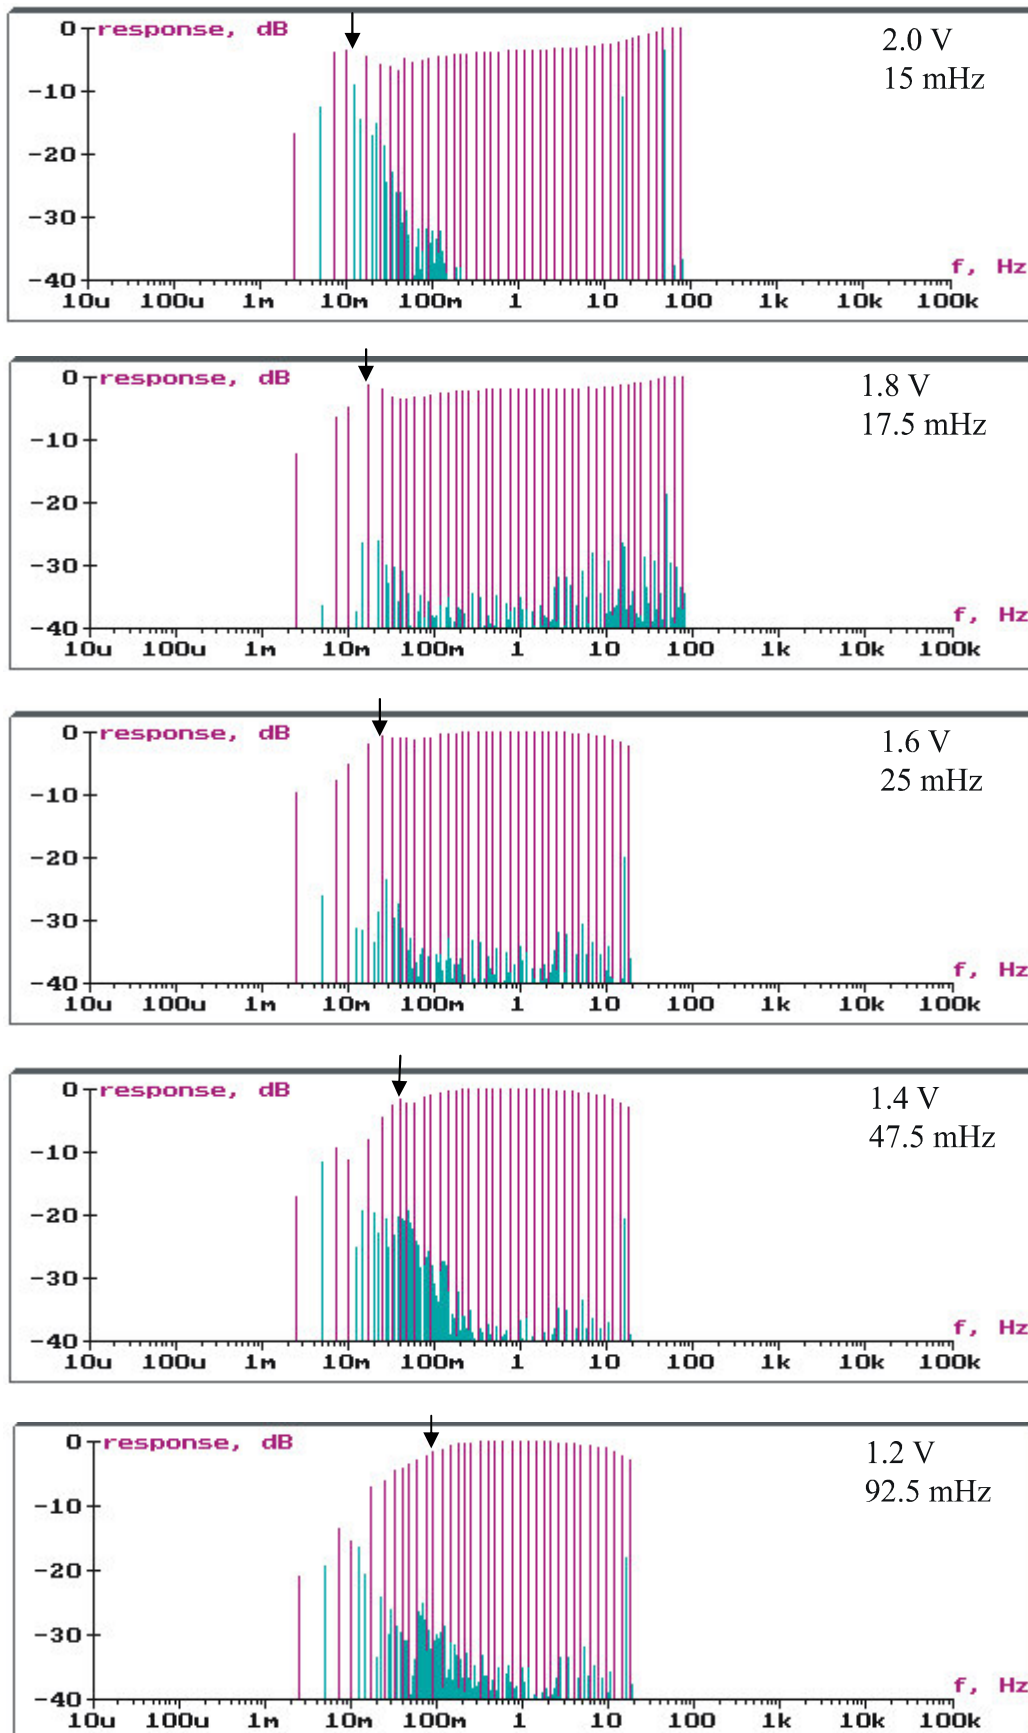 0
response, dB
2.0 V
15 mHz
-10
-20
-30
f, Hz
-40
10u 100u 1m 10m 100m 1 10 100 1k 10k 100k
0
response, dB
1.8 V
17.5 mHz
-10
-20
-30
f, Hz
-40
10u 100u 1m 10m 100m 1 10 100 1k 10k 100k
0
response, dB
1.6 V
25 mHz
-10
-20
-30
f, Hz
-40
10u 100u 1m 10m 100m 1 10 100 1k 10k 100k
0
response, dB
1.4 V
47.5 mHz
-10
-20
-30
f, Hz
-40
10u 100u 1m 10m 100m 1 10 100 1k 10k 100k
0
response, dB
1.2 V
92.5 mHz
-10
-20
-30
f, Hz
-40
10u 100u 1m 10m 100m 1 10 100 1k 10k 100k